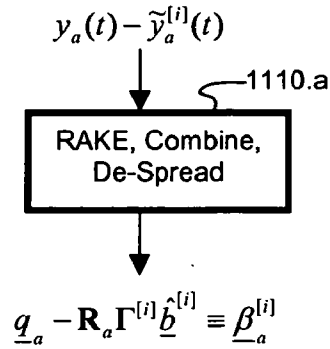 y_a(t) − ỹ_a^{[i]}(t)
1110.a
RAKE, Combine,
De-Spread
q_a − R_a Γ^{[i]} b̂^{[i]} ≡ β_a^{[i]}